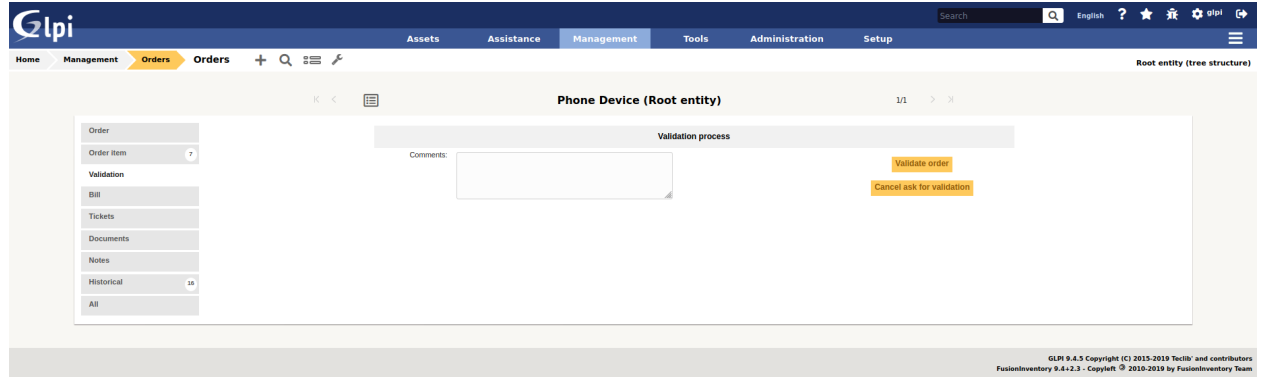 Glpi
Search English ? glpi
Assets Assistance Management Tools Administration Setup
Home Management Orders Orders Root entity (tree structure)
Phone Device (Root entity) 1/1
Order
Order item 7
Validation
Bill
Tickets
Documents
Notes
Historical 16
All
Validation process
Comments:
Validate order
Cancel ask for validation
GLPI 9.4.5 Copyright (C) 2015-2019 Teclib' and contributors
FusionInventory 9.4+2.3 - Copyleft 🄯 2010-2019 by FusionInventory Team